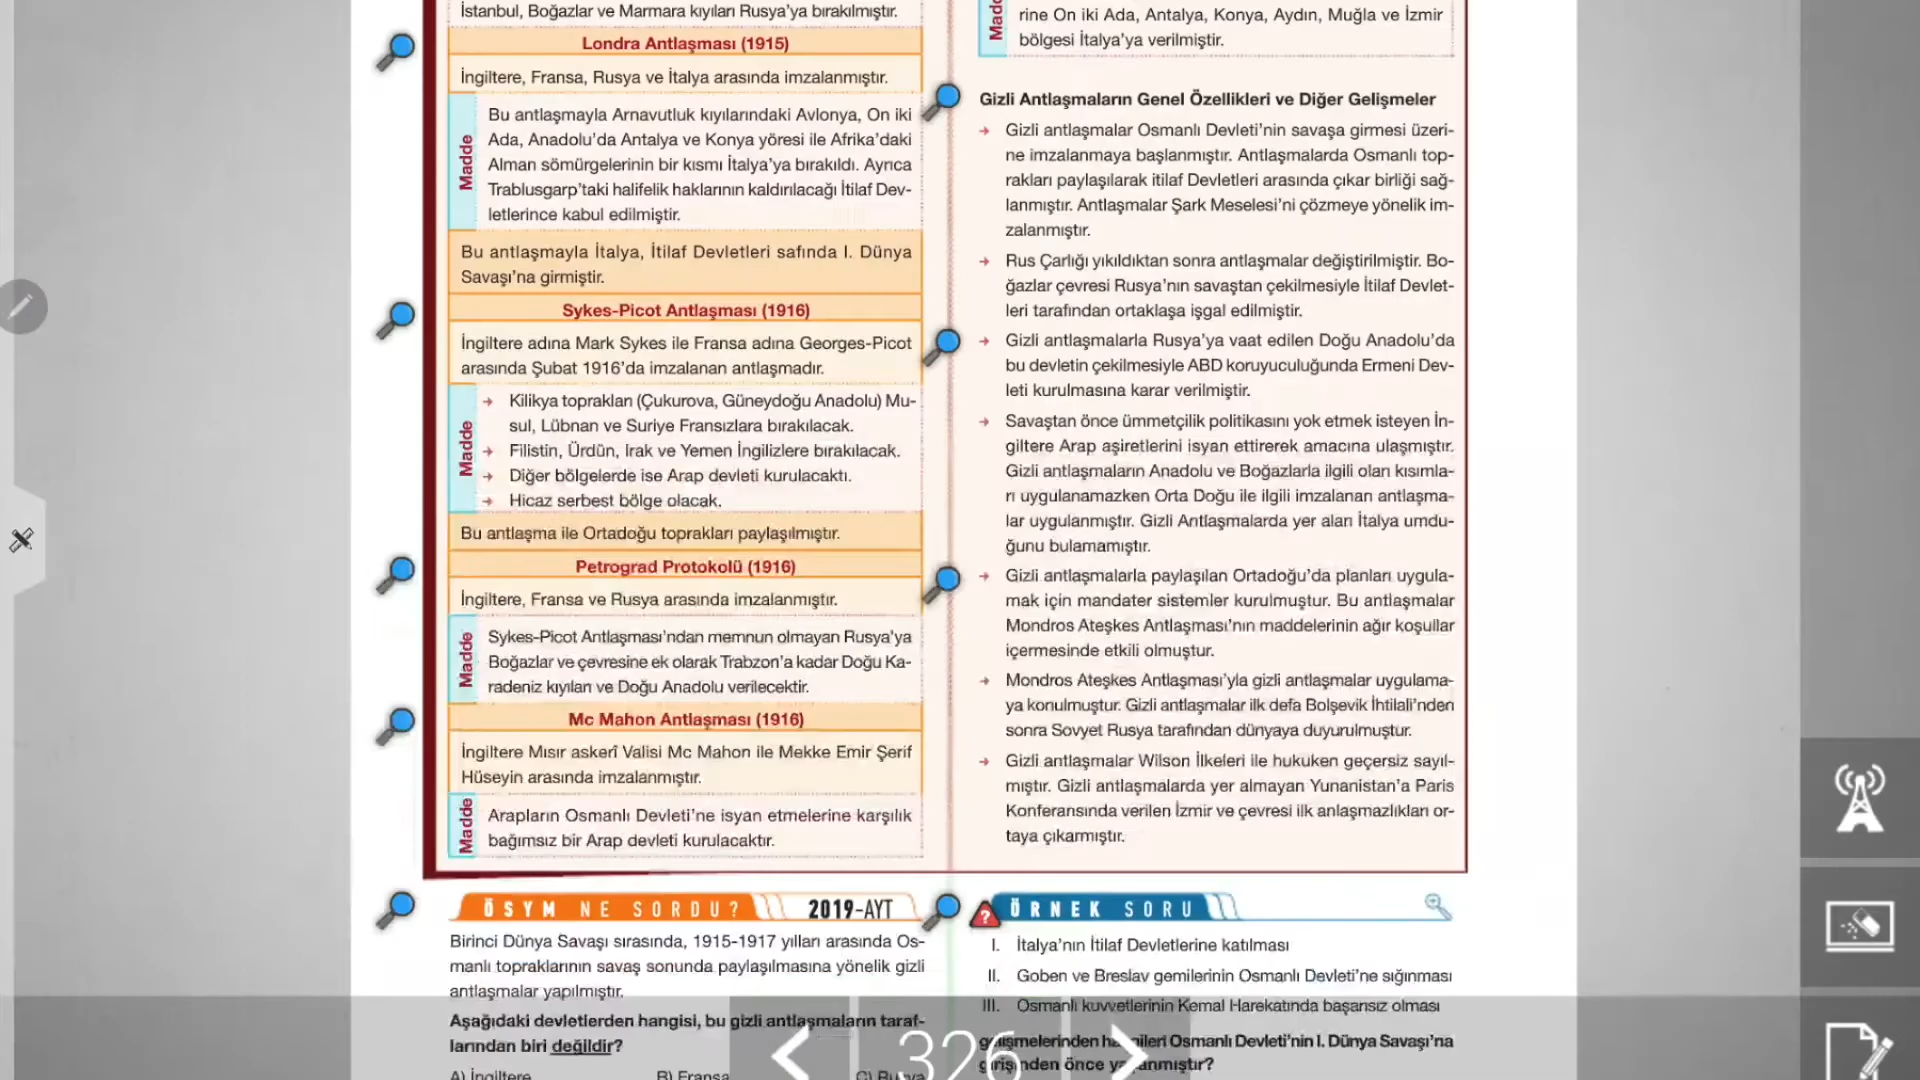 İstanbul, Boğazlar ve Marmara kıyıları Rusya’ya bırakılmıştır.
Londra Antlaşması (1915)
İngiltere, Fransa, Rusya ve İtalya arasında imzalanmıştır.
Madde
Bu antlaşmayla Arnavutluk kıyılarındaki Avlonya, On iki
Ada, Anadolu’da Antalya ve Konya yöresi ile Afrika’daki
Alman sömürgelerinin bir kısmı İtalya’ya bırakıldı. Ayrıca
Trablusgarp’taki halifelik haklarının kaldırılacağı İtilaf Dev-
letlerince kabul edilmiştir.
Bu antlaşmayla İtalya, İtilaf Devletleri safında I. Dünya
Savaşı’na girmiştir.
Sykes-Picot Antlaşması (1916)
İngiltere adına Mark Sykes ile Fransa adına Georges-Picot
arasında Şubat 1916’da imzalanan antlaşmadır.
Madde
→ Kilikya toprakları (Çukurova, Güneydoğu Anadolu) Mu-
sul, Lübnan ve Suriye Fransızlara bırakılacak.
→ Filistin, Ürdün, Irak ve Yemen İngilizlere bırakılacak.
→ Diğer bölgelerde ise Arap devleti kurulacaktı.
→ Hicaz serbest bölge olacak.
Bu antlaşma ile Ortadoğu toprakları paylaşılmıştır.
Petrograd Protokolü (1916)
İngiltere, Fransa ve Rusya arasında imzalanmıştır.
Madde
Sykes-Picot Antlaşması’ndan memnun olmayan Rusya’ya
Boğazlar ve çevresine ek olarak Trabzon’a kadar Doğu Ka-
radeniz kıyıları ve Doğu Anadolu verilecektir.
Mc Mahon Antlaşması (1916)
İngiltere Mısır askerî Valisi Mc Mahon ile Mekke Emir Şerif
Hüseyin arasında imzalanmıştır.
Madde
Arapların Osmanlı Devleti’ne isyan etmelerine karşılık
bağımsız bir Arap devleti kurulacaktır.
ÖSYM NE SORDU? 2019-AYT
Birinci Dünya Savaşı sırasında, 1915-1917 yılları arasında Os-
manlı topraklarının savaş sonunda paylaşılmasına yönelik gizli
antlaşmalar yapılmıştır.
Aşağıdaki devletlerden hangisi, bu gizli antlaşmaların taraf-
larından biri değildir?
A) İngiltere B) Fransa C) Rusya
rine On iki Ada, Antalya, Konya, Aydın, Muğla ve İzmir
bölgesi İtalya’ya verilmiştir.
Gizli Antlaşmaların Genel Özellikleri ve Diğer Gelişmeler
→ Gizli antlaşmalar Osmanlı Devleti’nin savaşa girmesi üzeri-
ne imzalanmaya başlanmıştır. Antlaşmalarda Osmanlı top-
rakları paylaşılarak itilaf Devletleri arasında çıkar birliği sağ-
lanmıştır. Antlaşmalar Şark Meselesi’ni çözmeye yönelik im-
zalanmıştır.
→ Rus Çarlığı yıkıldıktan sonra antlaşmalar değiştirilmiştir. Bo-
ğazlar çevresi Rusya’nın savaştan çekilmesiyle İtilaf Devlet-
leri tarafından ortaklaşa işgal edilmiştir.
→ Gizli antlaşmalarla Rusya’ya vaat edilen Doğu Anadolu’da
bu devletin çekilmesiyle ABD koruyuculuğunda Ermeni Dev-
leti kurulmasına karar verilmiştir.
→ Savaştan önce ümmetçilik politikasını yok etmek isteyen İn-
giltere Arap aşiretlerini isyan ettirerek amacına ulaşmıştır.
Gizli antlaşmaların Anadolu ve Boğazlarla ilgili olan kısımla-
rı uygulanamazken Orta Doğu ile ilgili imzalanan antlaşma-
lar uygulanmıştır. Gizli Antlaşmalarda yer alan İtalya umdu-
ğunu bulamamıştır.
→ Gizli antlaşmalarla paylaşılan Ortadoğu’da planları uygula-
mak için mandater sistemler kurulmuştur. Bu antlaşmalar
Mondros Ateşkes Antlaşması’nın maddelerinin ağır koşullar
içermesinde etkili olmuştur.
→ Mondros Ateşkes Antlaşması’yla gizli antlaşmalar uygulama-
ya konulmuştur. Gizli antlaşmalar ilk defa Bolşevik İhtilali’nden
sonra Sovyet Rusya tarafından dünyaya duyurulmuştur.
→ Gizli antlaşmalar Wilson İlkeleri ile hukuken geçersiz sayıl-
mıştır. Gizli antlaşmalarda yer almayan Yunanistan’a Paris
Konferansında verilen İzmir ve çevresi ilk anlaşmazlıkları or-
taya çıkarmıştır.
ÖRNEK SORU
I. İtalya’nın İtilaf Devletlerine katılması
II. Goben ve Breslav gemilerinin Osmanlı Devleti’ne sığınması
III. Osmanlı kuvvetlerinin Kemal Harekatında başarısız olması
gelişmelerinden Osmanlı Devleti’nin I. Dünya Savaşı’na
önce
326